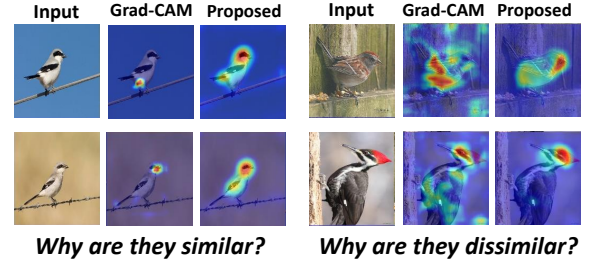 Input Grad-CAM Proposed Input Grad-CAM Proposed
Why are they similar? Why are they dissimilar?